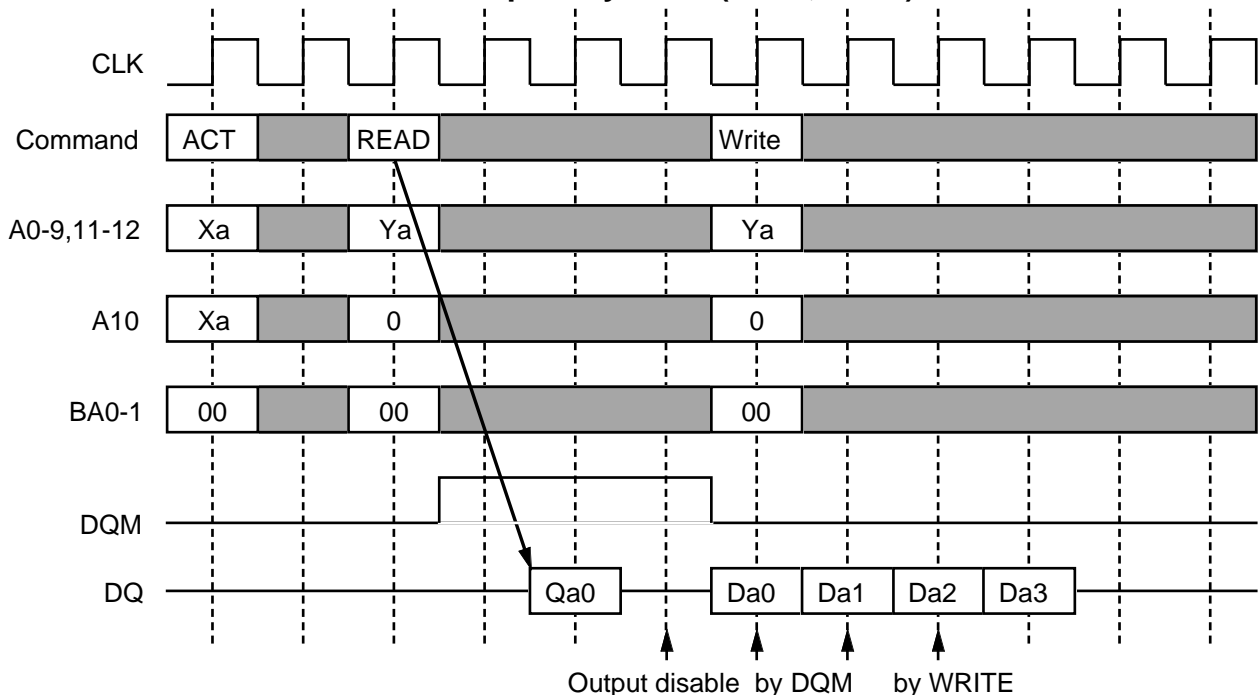 CLK
Command ACT READ Write
A0-9,11-12 Xa Ya Ya
A10 Xa 0 0
BA0-1 00 00 00
DQM
DQ Qa0 Da0 Da1 Da2 Da3
Output disable by DQM by WRITE